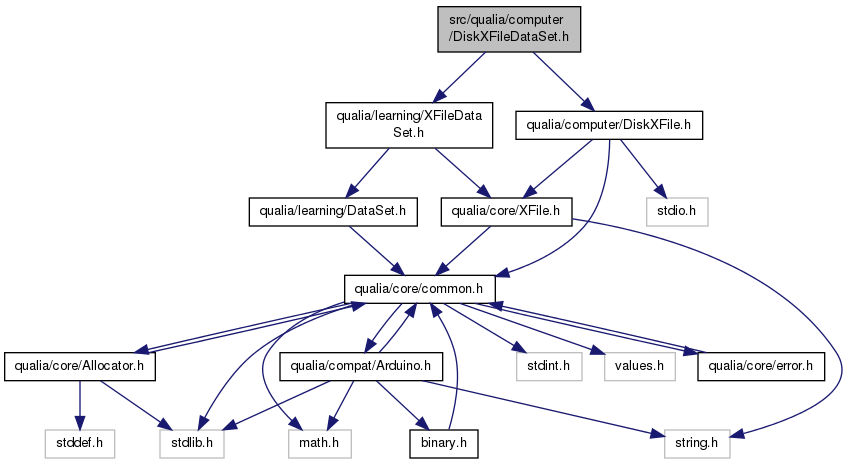 src/qualia/computer
/DiskXFileDataSet.h
qualia/learning/XFileData
Set.h
qualia/computer/DiskXFile.h
qualia/learning/DataSet.h
qualia/core/XFile.h
stdio.h
qualia/core/common.h
qualia/core/Allocator.h
qualia/compat/Arduino.h
stdint.h
values.h
qualia/core/error.h
stddef.h
stdlib.h
math.h
binary.h
string.h